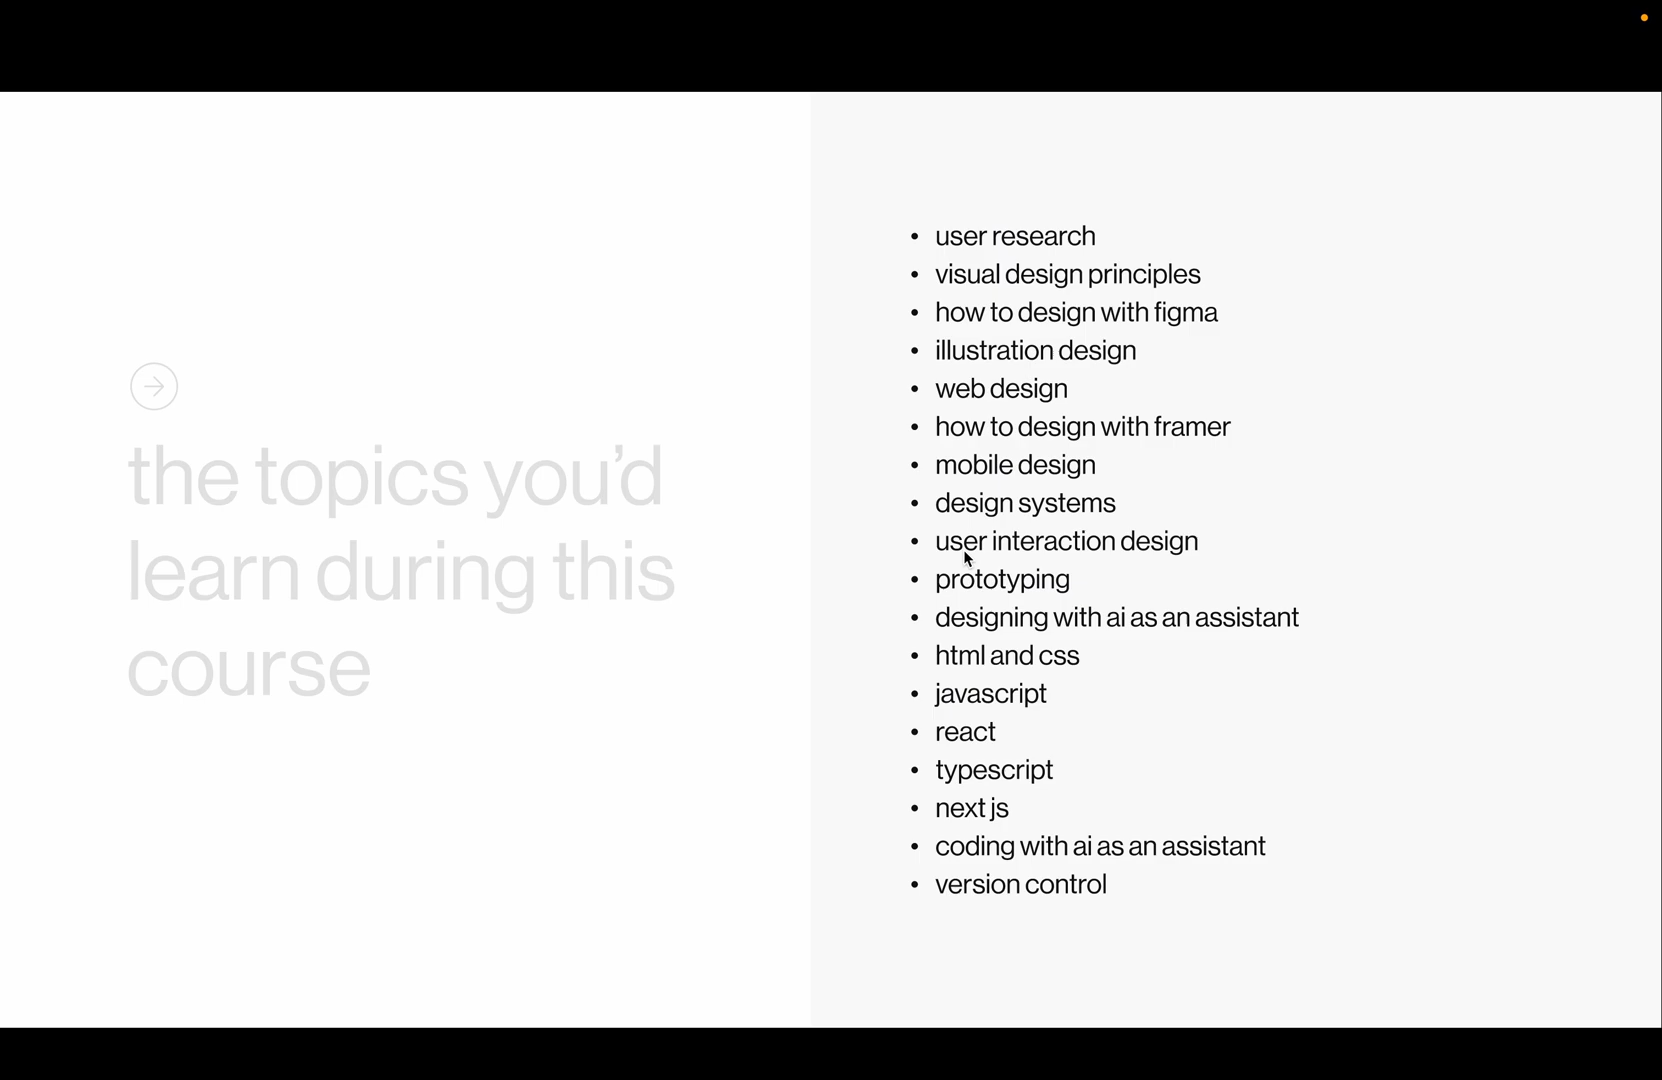 the topics you’d
learn during this
course
• user research
• visual design principles
• how to design with figma
• illustration design
• web design
• how to design with framer
• mobile design
• design systems
• user interaction design
• prototyping
• designing with ai as an assistant
• html and css
• javascript
• react
• typescript
• next js
• coding with ai as an assistant
• version control